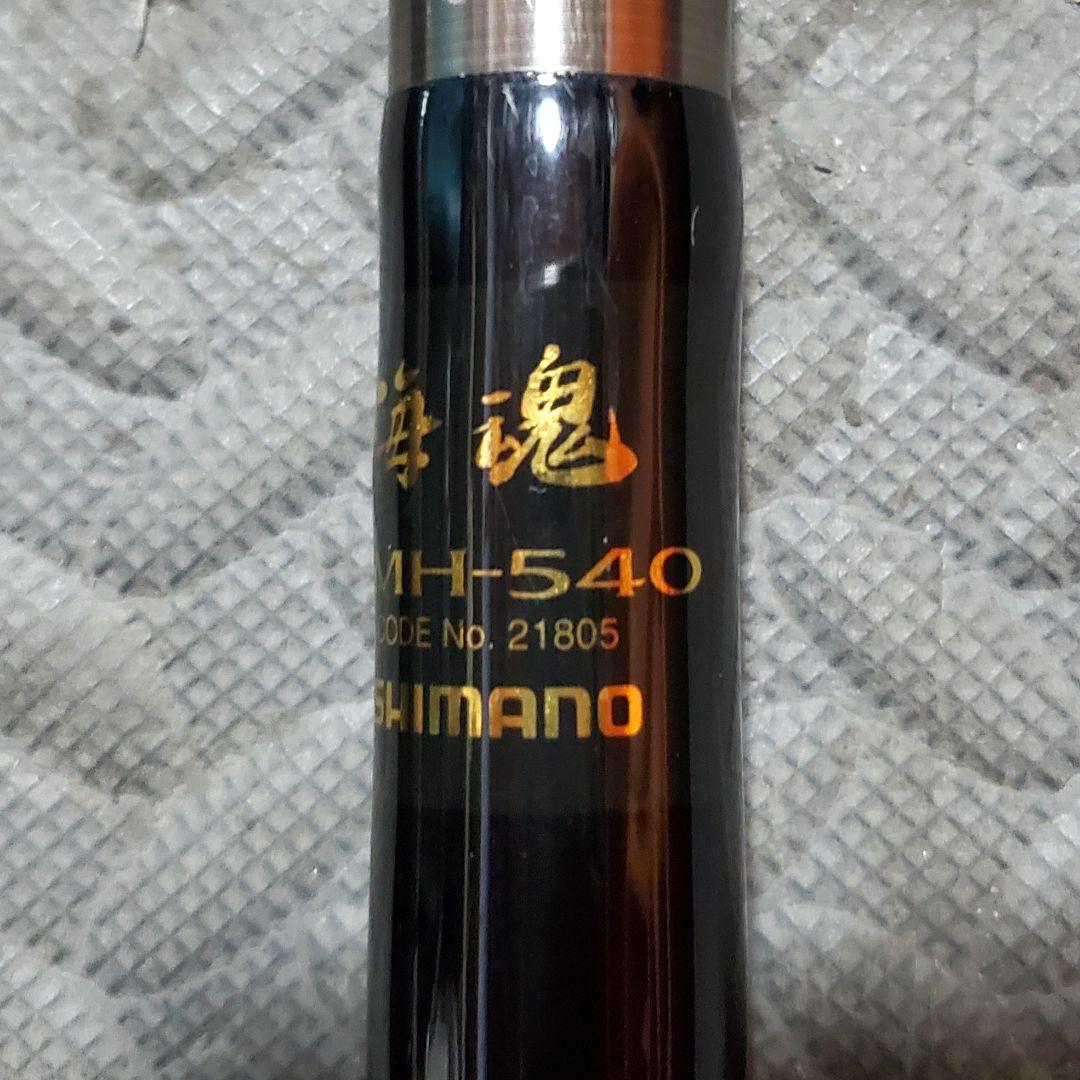 海魂
MH-540
CODE No. 21805
SHIMANO